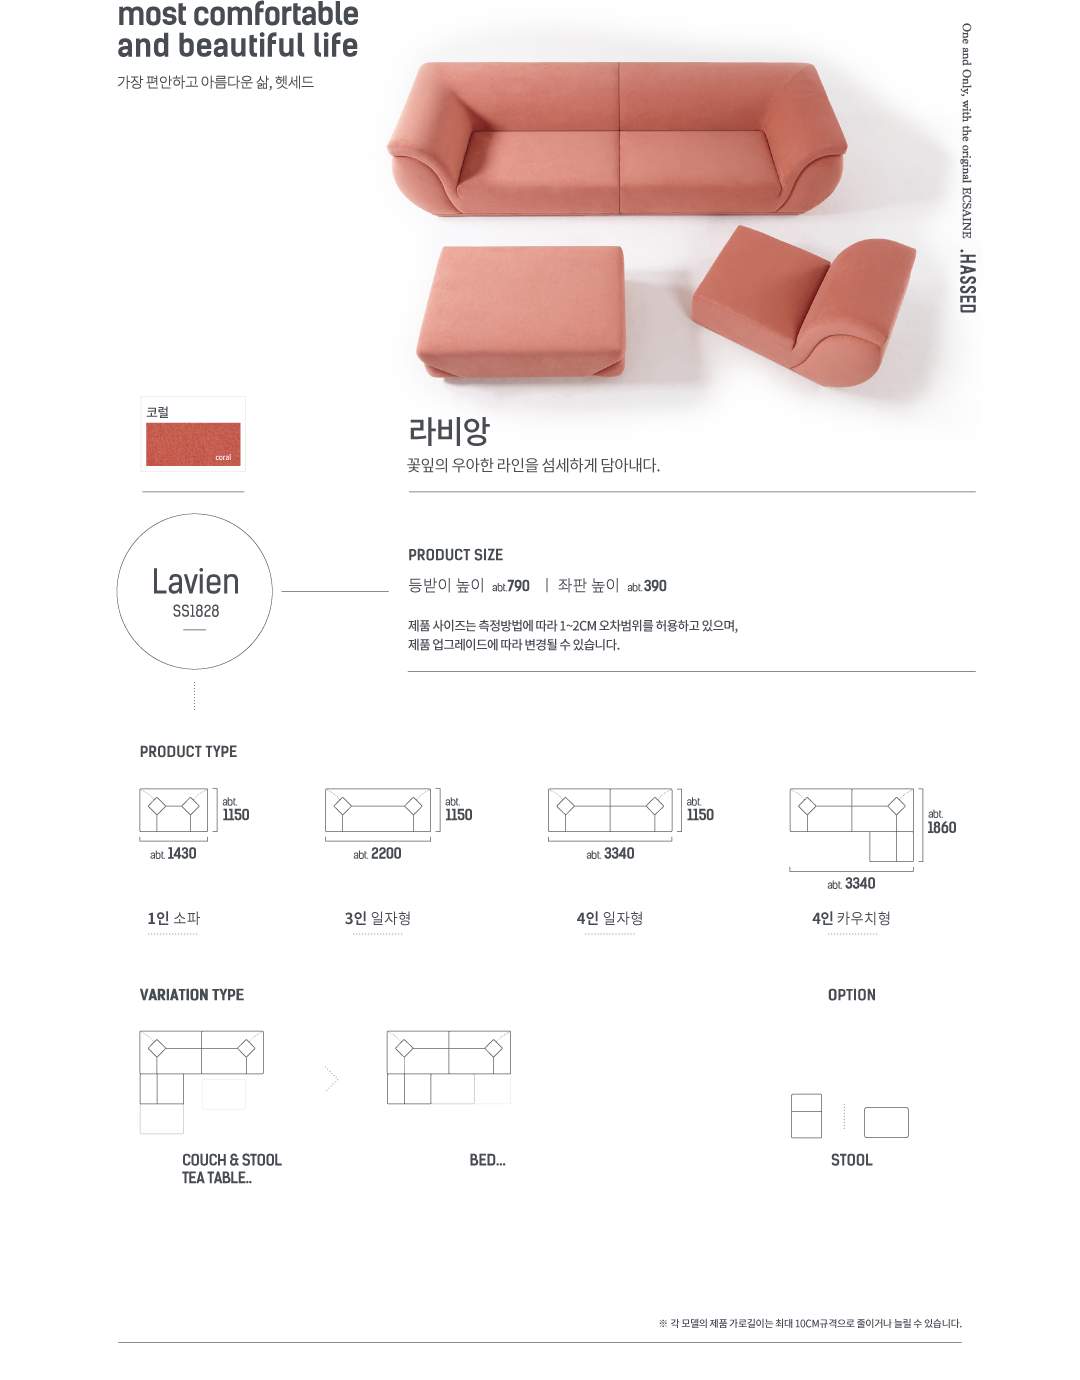 most comfortable
and beautiful life
가장 편안하고 아름다운 삶, 헷세드
One and Only, with the original ECSAINE .HASSED
코럴
coral
라비앙
꽃잎의 우아한 라인을 섬세하게 담아내다.
Lavien
SS1828
PRODUCT SIZE
등받이 높이 abt.790 | 좌판 높이 abt.390
제품 사이즈는 측정방법에 따라 1~2CM 오차범위를 허용하고 있으며,
제품 업그레이드에 따라 변경될 수 있습니다.
PRODUCT TYPE
abt.
1150
abt. 1430
1인 소파
abt.
1150
abt. 2200
3인 일자형
abt.
1150
abt. 3340
4인 일자형
abt.
1860
abt. 3340
4인 카우치형
VARIATION TYPE
OPTION
COUCH & STOOL
TEA TABLE..
BED...
STOOL
※ 각 모델의 제품 가로길이는 최대 10CM규격으로 줄이거나 늘릴 수 있습니다.